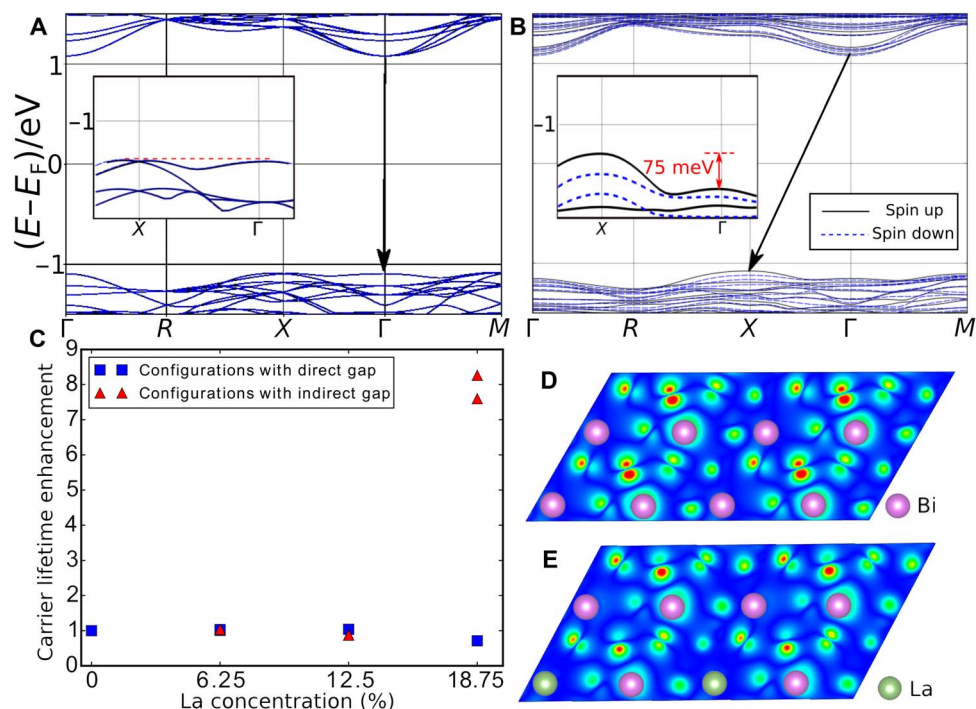 A
B
(E−E_F)/eV
1
0
−1
−1
X
Γ
Γ
R
X
Γ
M
−1
75 meV
X
Γ
Spin up
Spin down
Γ
R
X
Γ
M
C
Carrier lifetime enhancement
9
8
7
6
5
4
3
2
1
0
Configurations with direct gap
Configurations with indirect gap
0 6.25 12.5 18.75
La concentration (%)
D
Bi
E
La